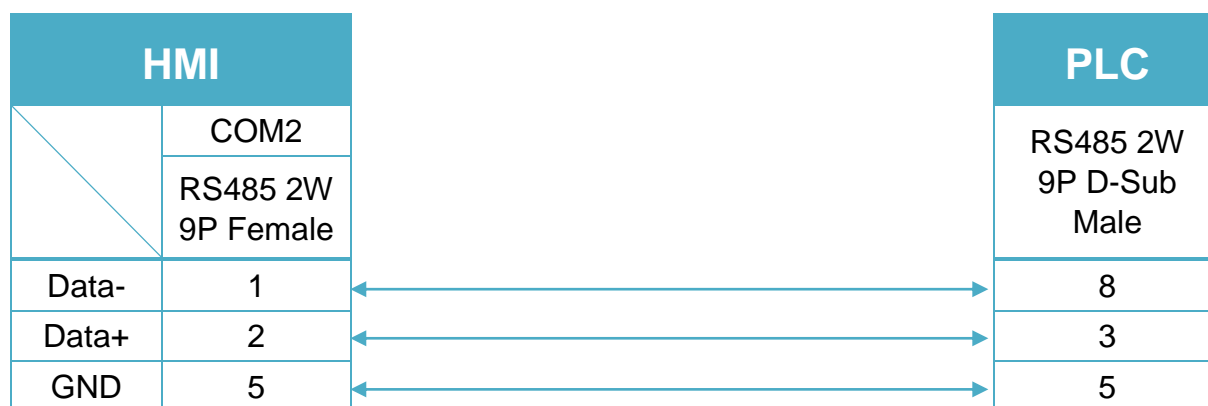 HMI
PLC
COM2
RS485 2W
9P Female
RS485 2W
9P D-Sub
Male
Data- 1 8
Data+ 2 3
GND 5 5